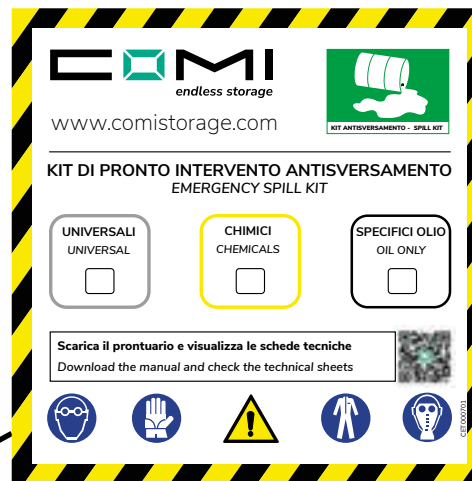 COMI
endless storage
www.comistorage.com
KIT ANTISVERSAMENTO - SPILL KIT
KIT DI PRONTO INTERVENTO ANTISVERSAMENTO
EMERGENCY SPILL KIT
UNIVERSALI
UNIVERSAL
CHIMICI
CHEMICALS
SPECIFICI OLIO
OIL ONLY
Scarica il prontuario e visualizza le schede tecniche
Download the manual and check the technical sheets
CET000701